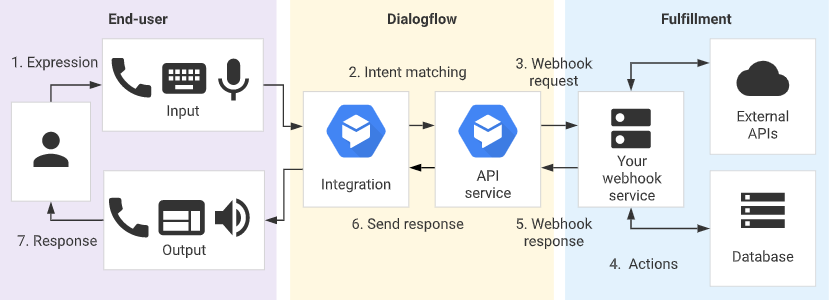 End-user
Dialogflow
Fulfillment
1. Expression
Input
2. Intent matching
3. Webhook
request
Integration
API
service
Your
webhook
service
External
APIs
Database
4. Actions
5. Webhook
response
6. Send response
Output
7. Response